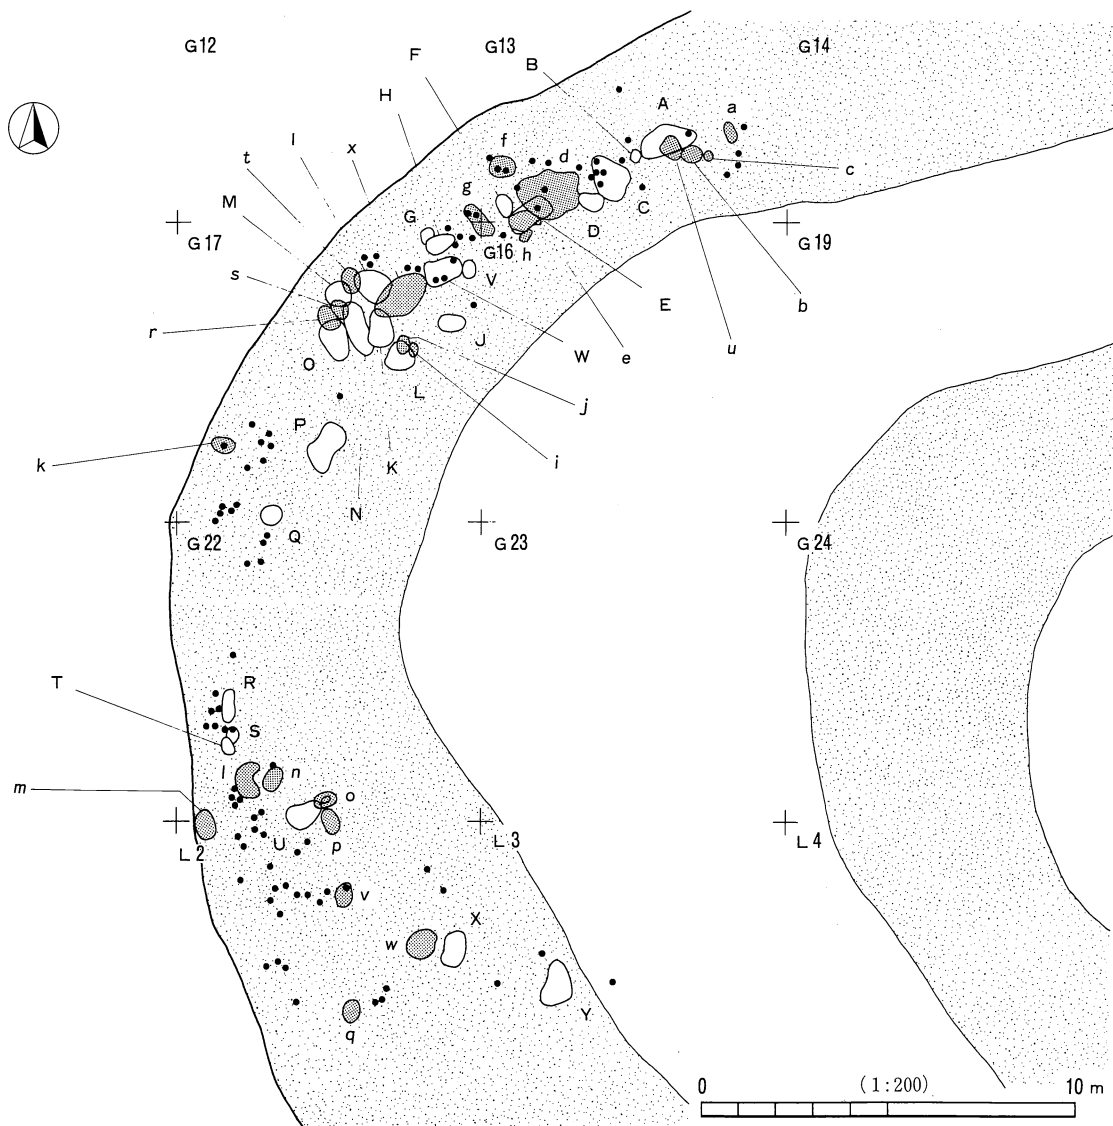 G12
G13
G14
F
B
A
a
H
I
x
f
d
t
c
M
g
G
C
G17
G16
D
G19
h
s
V
E
b
r
J
W
e
u
O
L
j
P
k
K
i
N
Q
G22
G23
G24
T
R
S
l
n
m
o
U
p
L2
L3
L4
v
X
w
Y
q
0
(1:200)
10 m